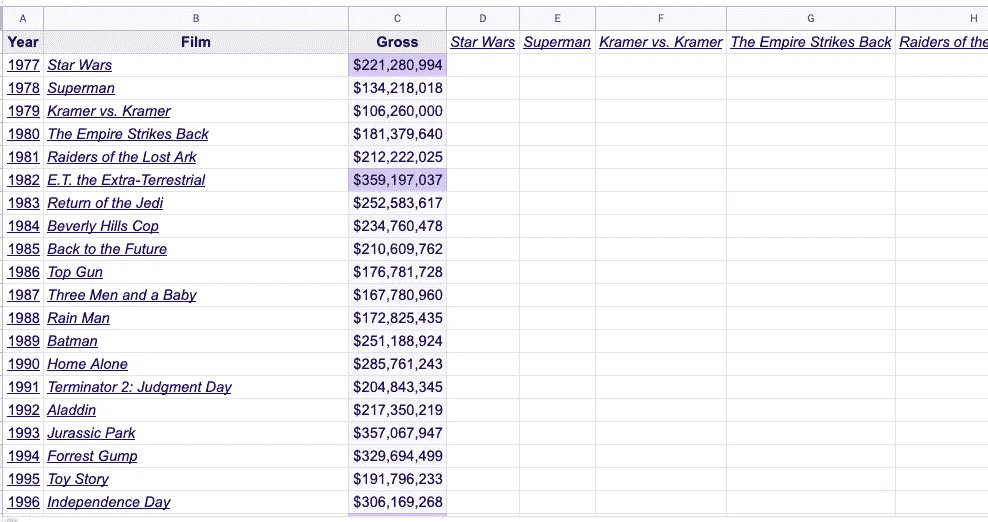 A B C D E F G H
Year Film Gross Star Wars Superman Kramer vs. Kramer The Empire Strikes Back Raiders of the
1977 Star Wars $221,280,994
1978 Superman $134,218,018
1979 Kramer vs. Kramer $106,260,000
1980 The Empire Strikes Back $181,379,640
1981 Raiders of the Lost Ark $212,222,025
1982 E.T. the Extra-Terrestrial $359,197,037
1983 Return of the Jedi $252,583,617
1984 Beverly Hills Cop $234,760,478
1985 Back to the Future $210,609,762
1986 Top Gun $176,781,728
1987 Three Men and a Baby $167,780,960
1988 Rain Man $172,825,435
1989 Batman $251,188,924
1990 Home Alone $285,761,243
1991 Terminator 2: Judgment Day $204,843,345
1992 Aladdin $217,350,219
1993 Jurassic Park $357,067,947
1994 Forrest Gump $329,694,499
1995 Toy Story $191,796,233
1996 Independence Day $306,169,268